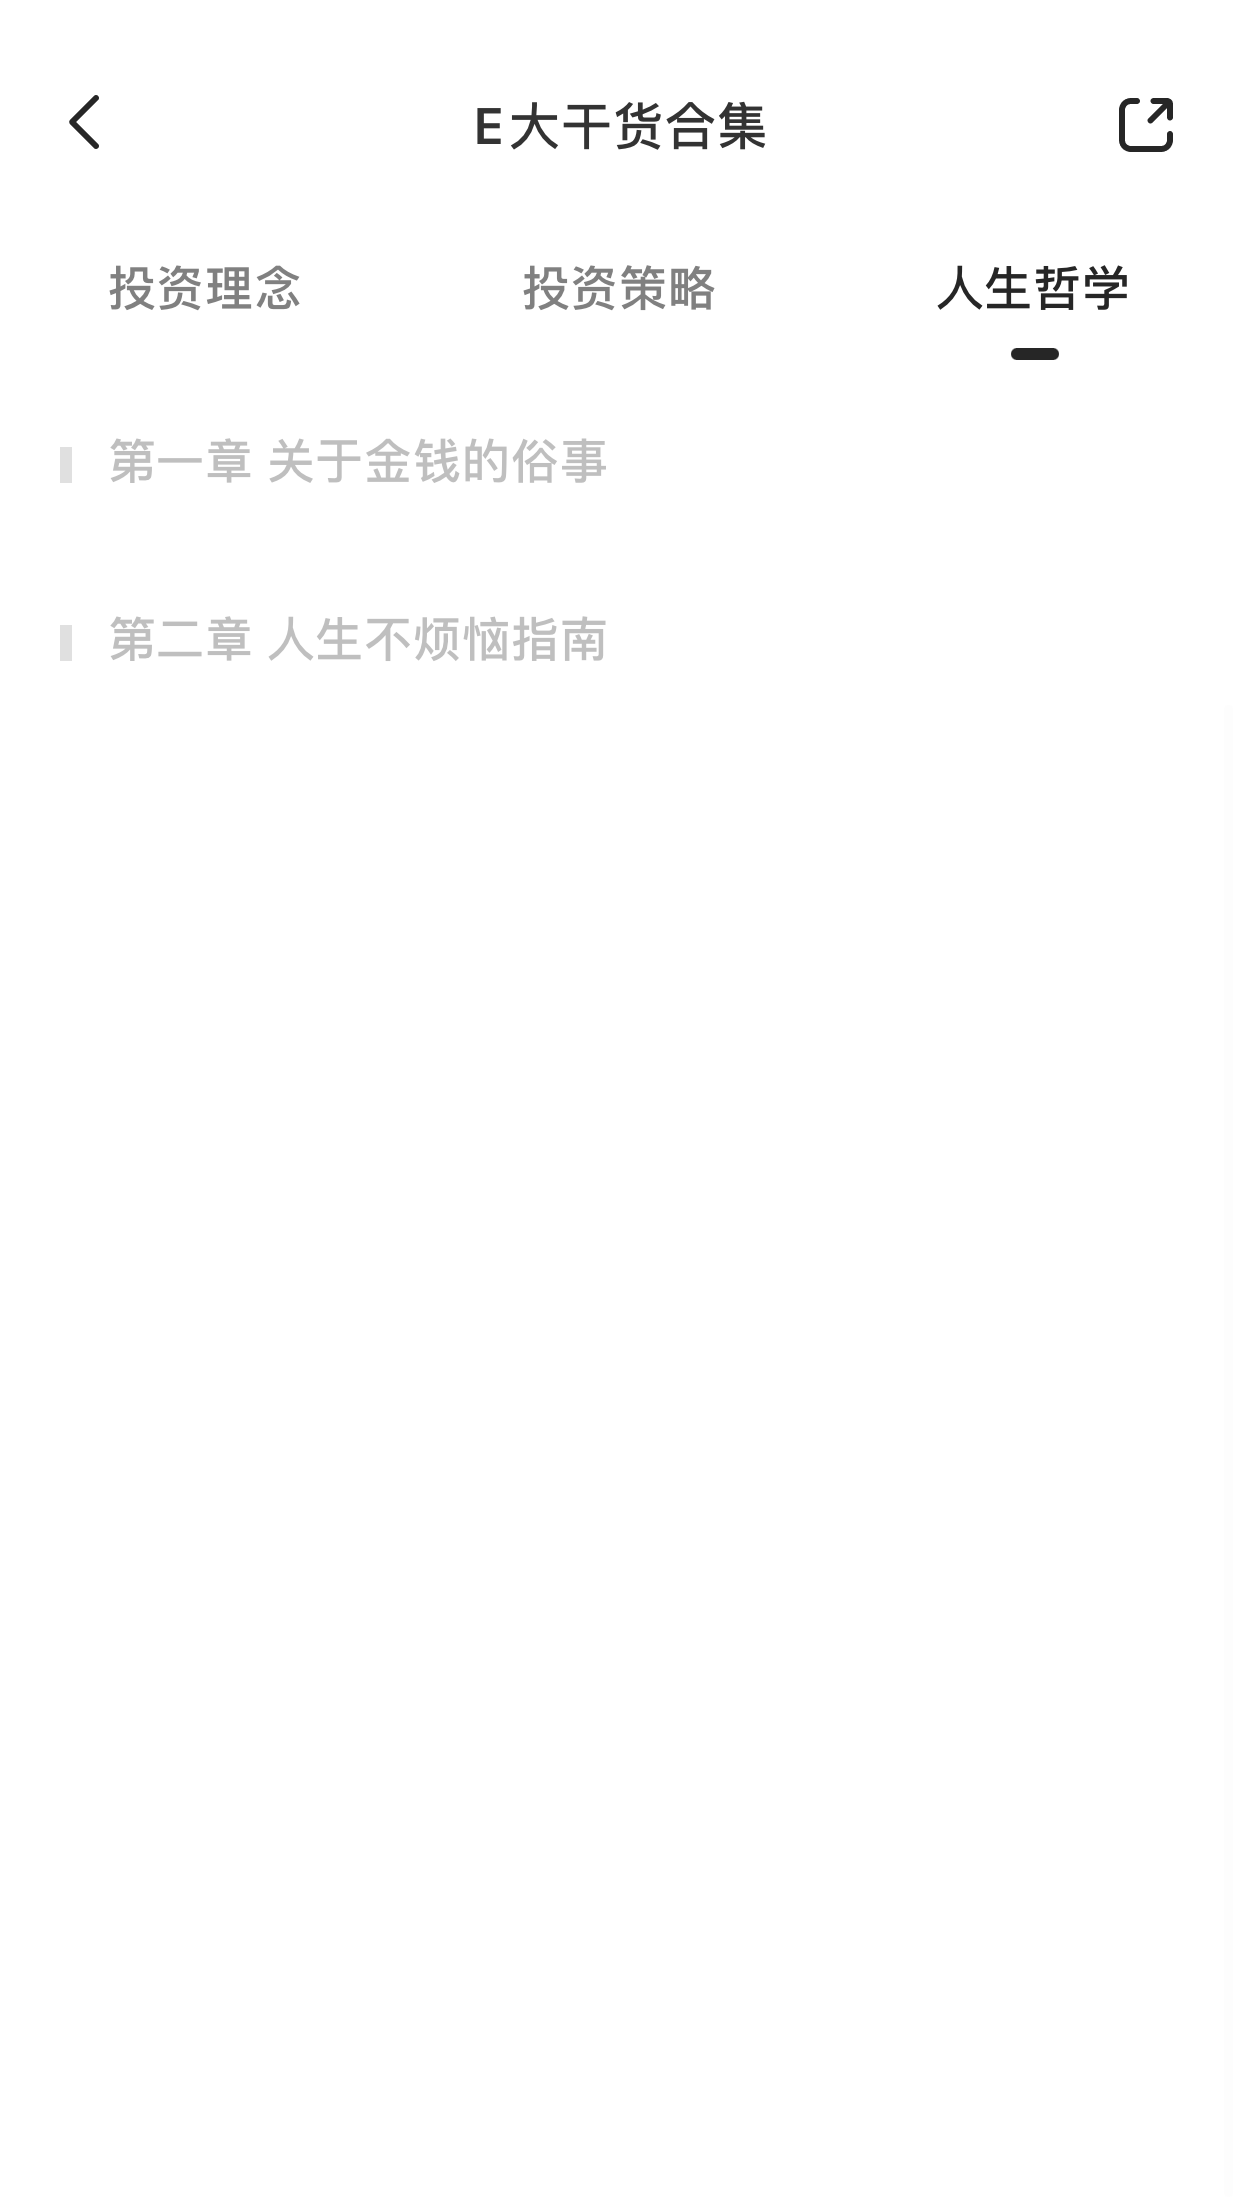 E大干货合集
投资理念 投资策略 人生哲学
第一章 关于金钱的俗事
第二章 人生不烦恼指南